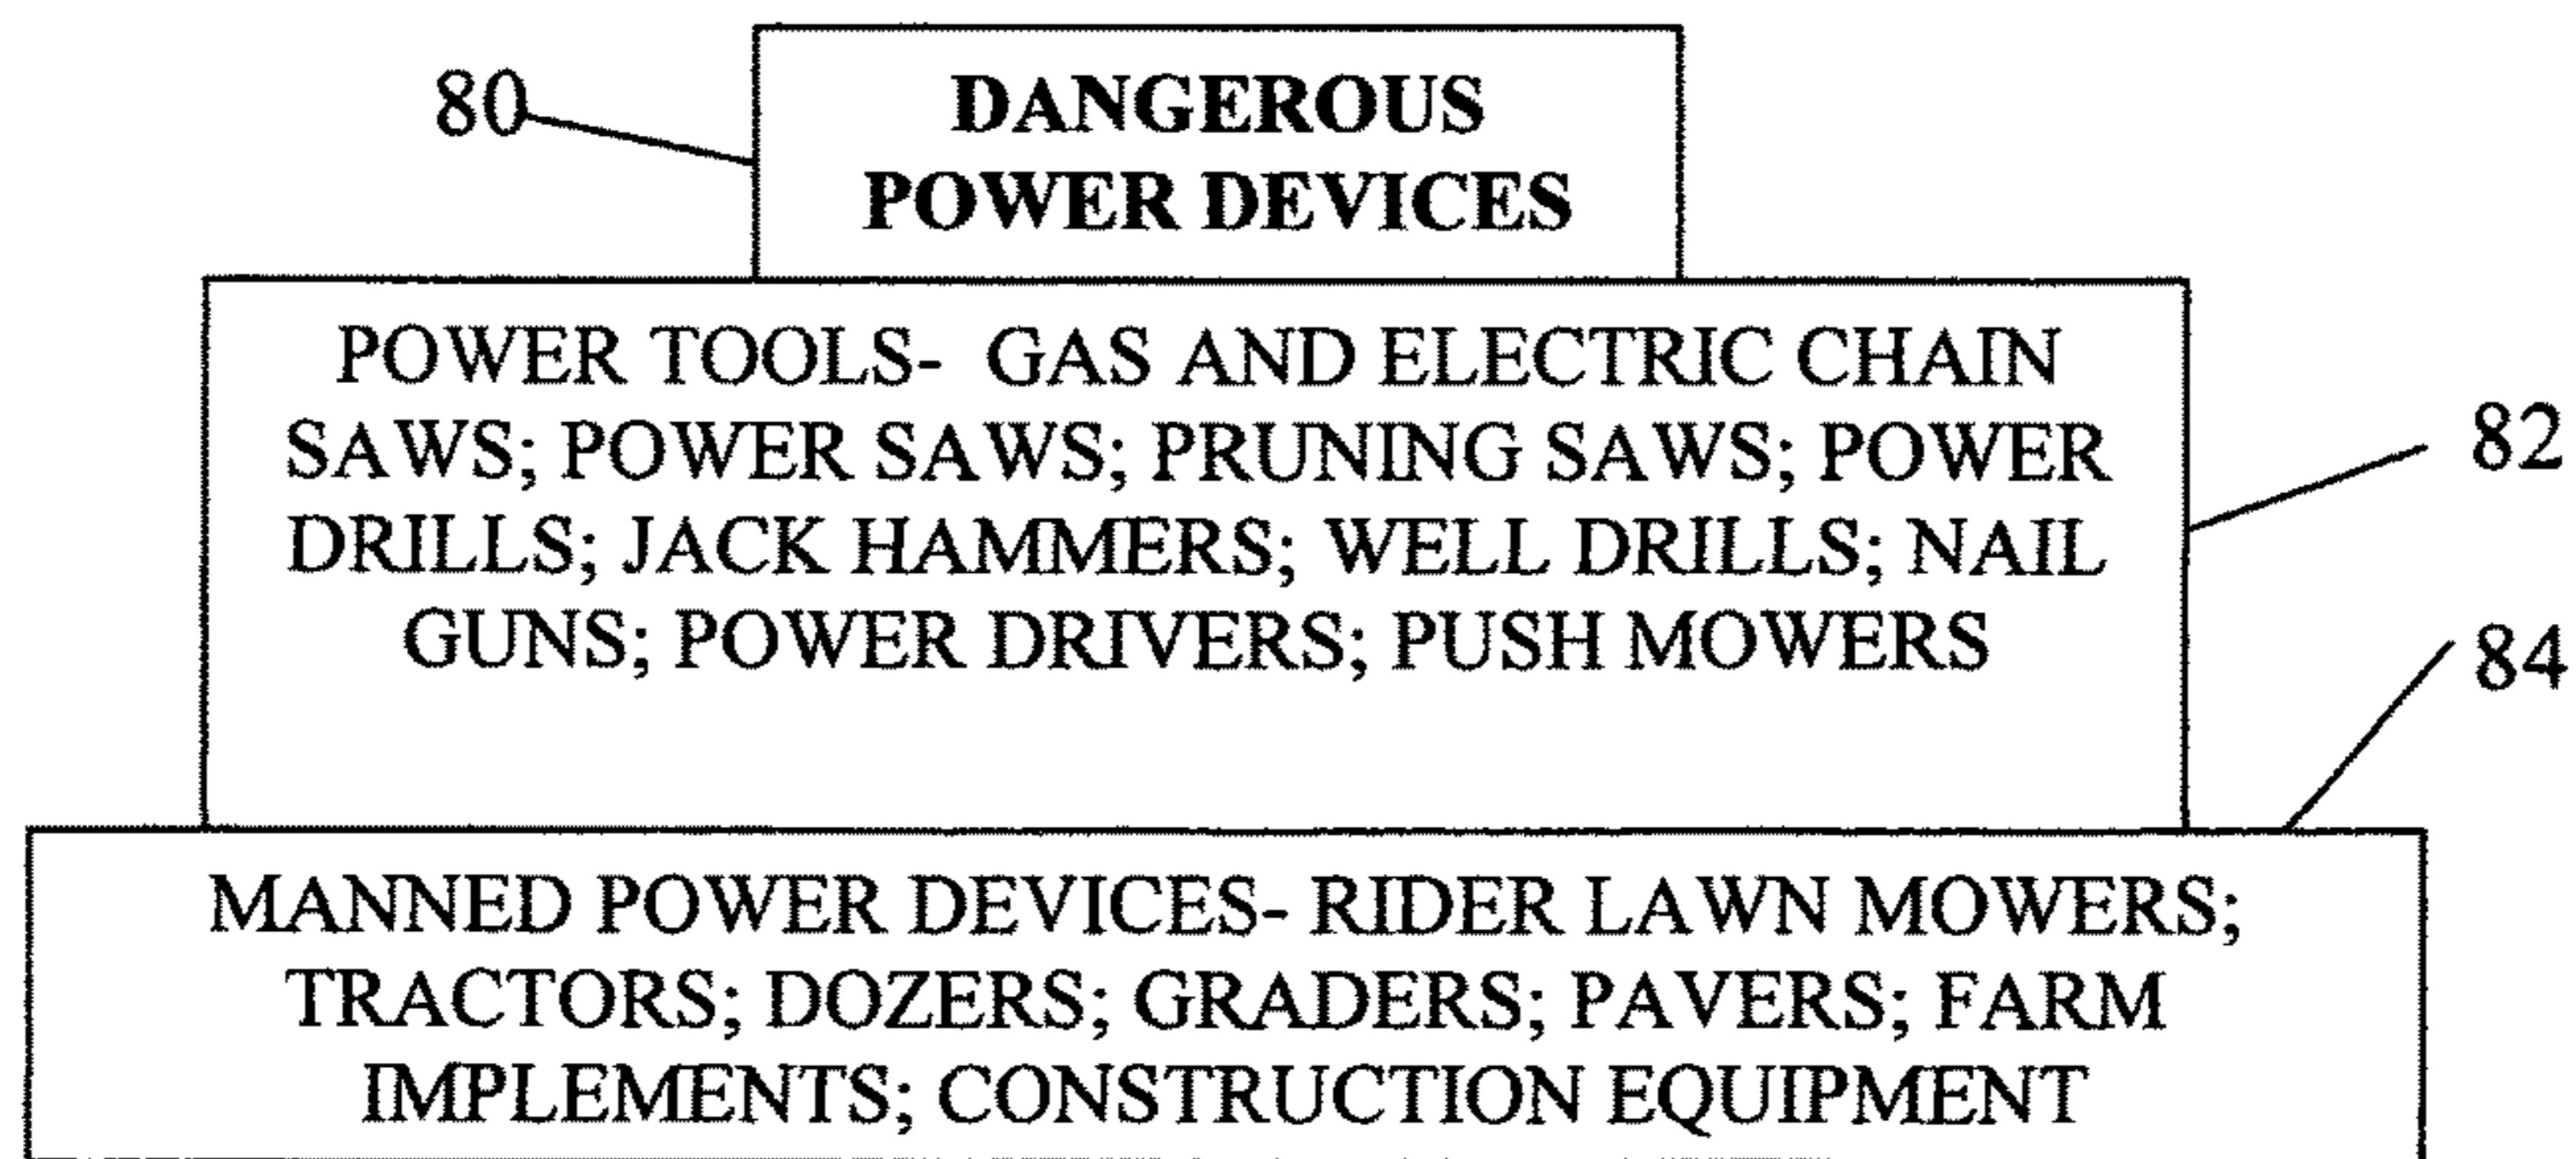 80
DANGEROUS
POWER DEVICES
POWER TOOLS- GAS AND ELECTRIC CHAIN
SAWS; POWER SAWS; PRUNING SAWS; POWER
DRILLS; JACK HAMMERS; WELL DRILLS; NAIL
GUNS; POWER DRIVERS; PUSH MOWERS
82
84
MANNED POWER DEVICES- RIDER LAWN MOWERS;
TRACTORS; DOZERS; GRADERS; PAVERS; FARM
IMPLEMENTS; CONSTRUCTION EQUIPMENT